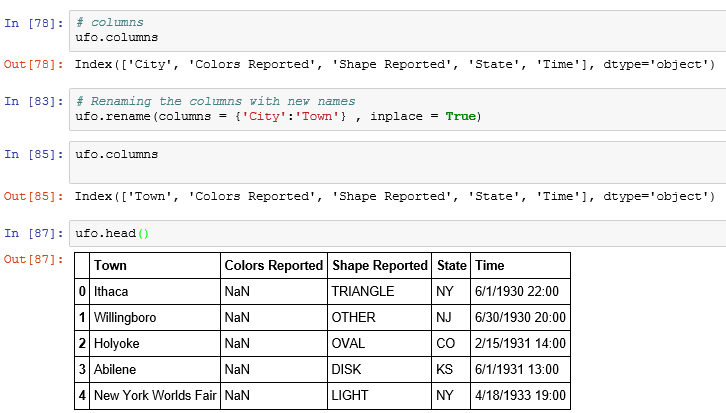 In [78]: # columns
ufo.columns
Out[78]: Index(['City', 'Colors Reported', 'Shape Reported', 'State', 'Time'], dtype='object')
In [83]: # Renaming the columns with new names
ufo.rename(columns = {'City':'Town'} , inplace = True)
In [85]: ufo.columns
Out[85]: Index(['Town', 'Colors Reported', 'Shape Reported', 'State', 'Time'], dtype='object')
In [87]: ufo.head()
Out[87]:
Town Colors Reported Shape Reported State Time
0 Ithaca NaN TRIANGLE NY 6/1/1930 22:00
1 Willingboro NaN OTHER NJ 6/30/1930 20:00
2 Holyoke NaN OVAL CO 2/15/1931 14:00
3 Abilene NaN DISK KS 6/1/1931 13:00
4 New York Worlds Fair NaN LIGHT NY 4/18/1933 19:00